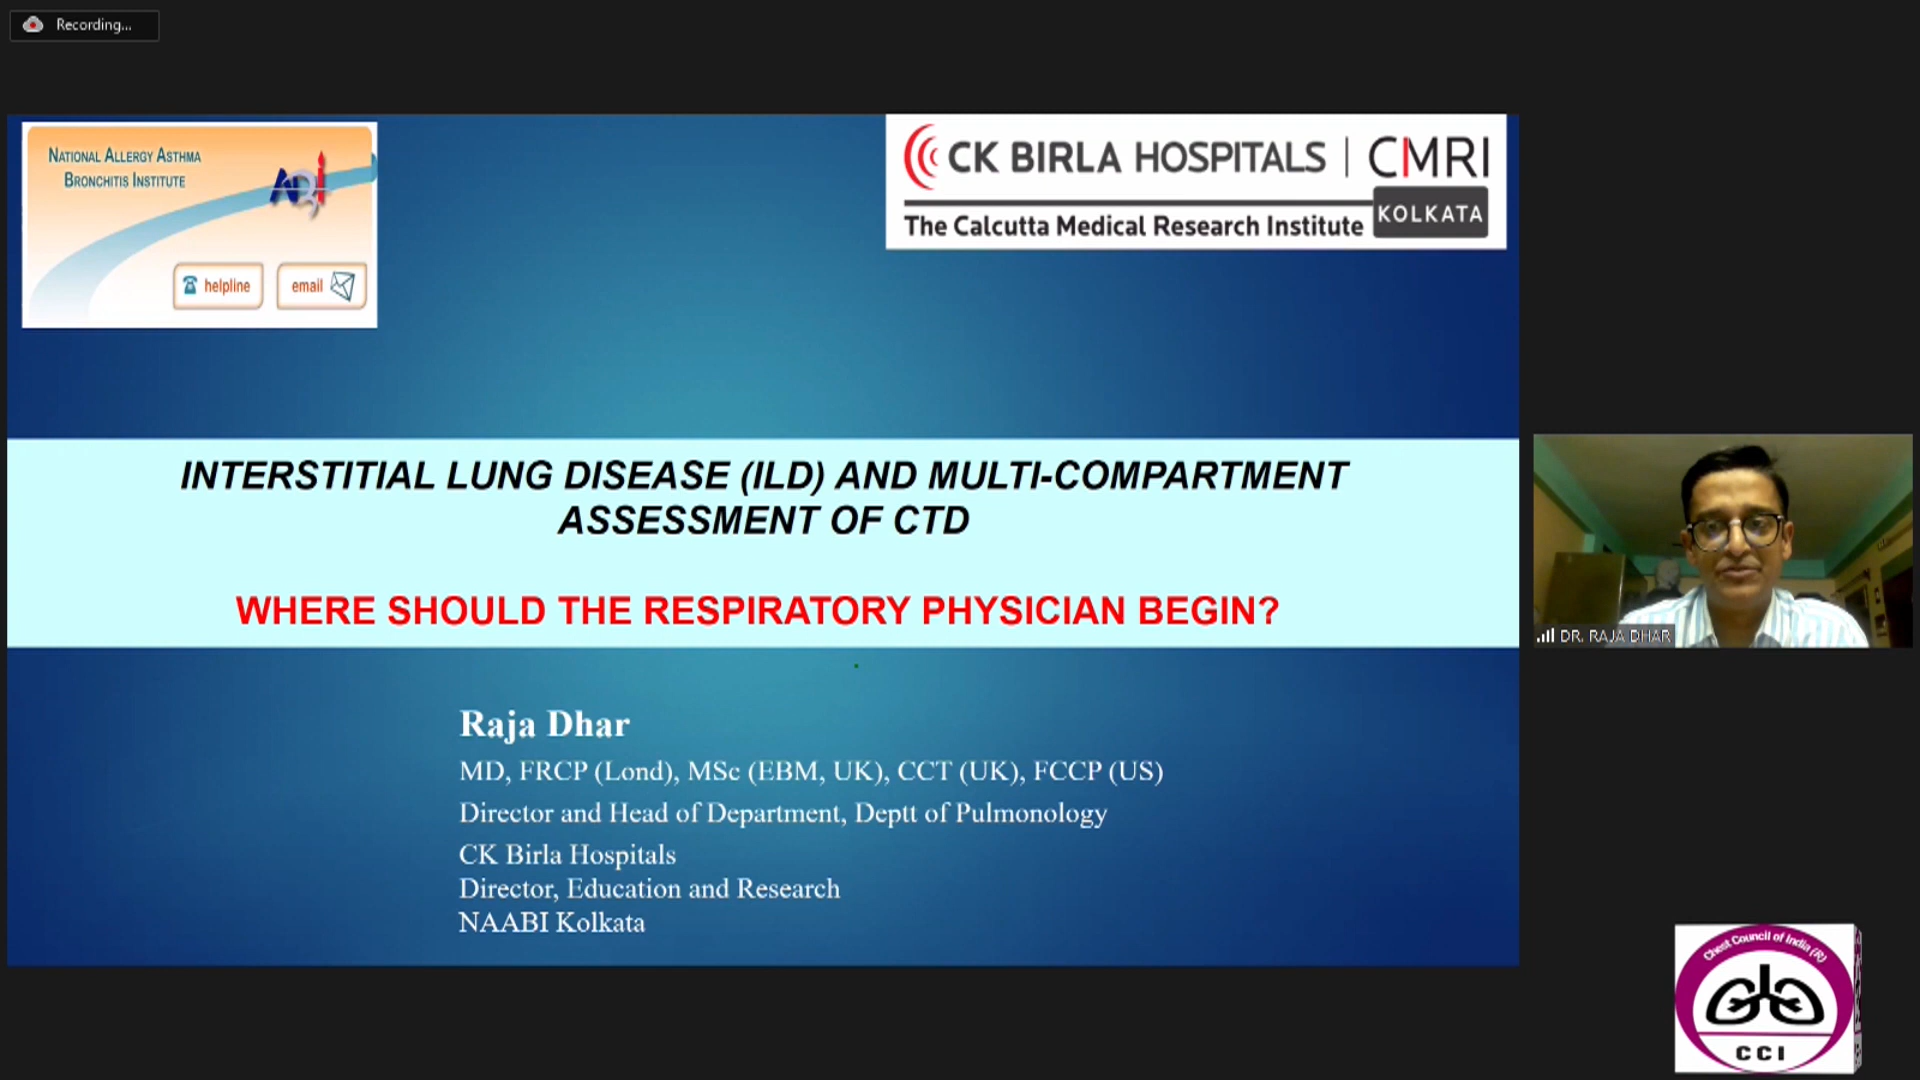 Recording...
NATIONAL ALLERGY ASTHMA
BRONCHITIS INSTITUTE
helpline
email
CK BIRLA HOSPITALS | CMRI
The Calcutta Medical Research Institute
KOLKATA
INTERSTITIAL LUNG DISEASE (ILD) AND MULTI-COMPARTMENT
ASSESSMENT OF CTD
WHERE SHOULD THE RESPIRATORY PHYSICIAN BEGIN?
Raja Dhar
MD, FRCP (Lond), MSc (EBM, UK), CCT (UK), FCCP (US)
Director and Head of Department, Deptt of Pulmonology
CK Birla Hospitals
Director, Education and Research
NAABI Kolkata
DR. RAJA DHAR
Chest Council of India (R)
CCI